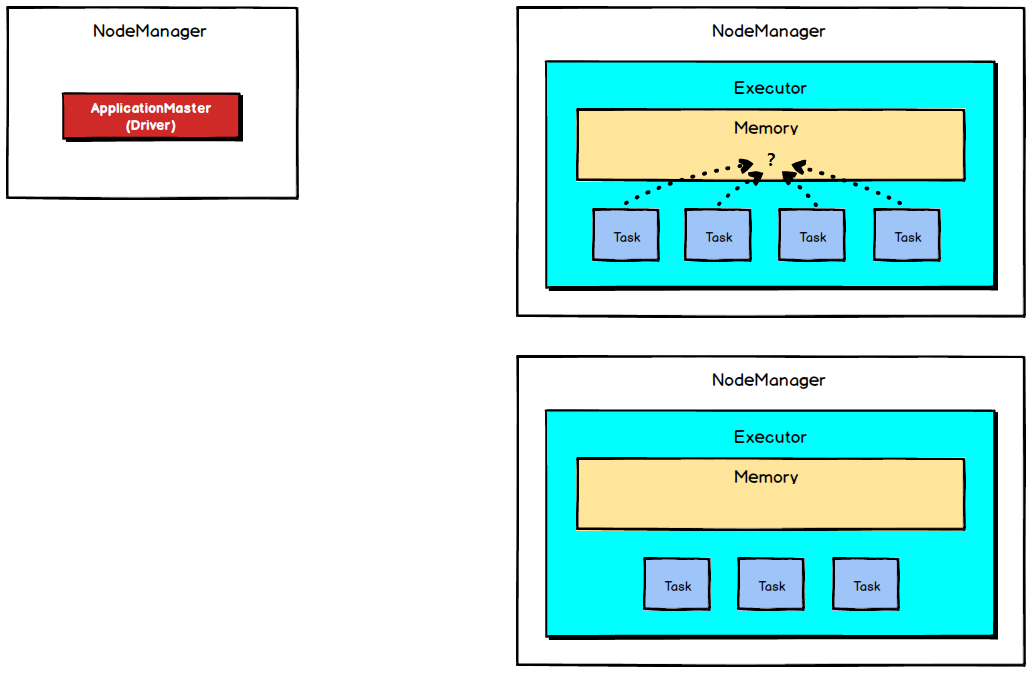 NodeManager
ApplicationMaster
(Driver)
NodeManager
Executor
Memory
?
Task
Task
Task
Task
NodeManager
Executor
Memory
Task
Task
Task